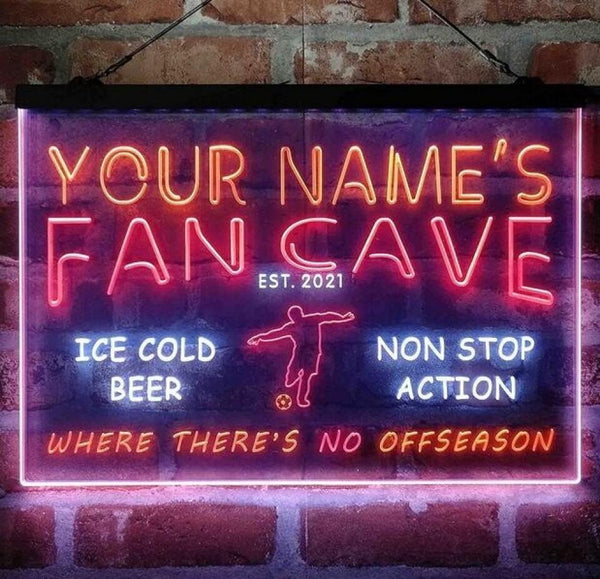 YOUR NAME'S
FAN CAVE
EST. 2021
ICE COLD
BEER
NON STOP
ACTION
WHERE THERE'S NO OFFSEASON